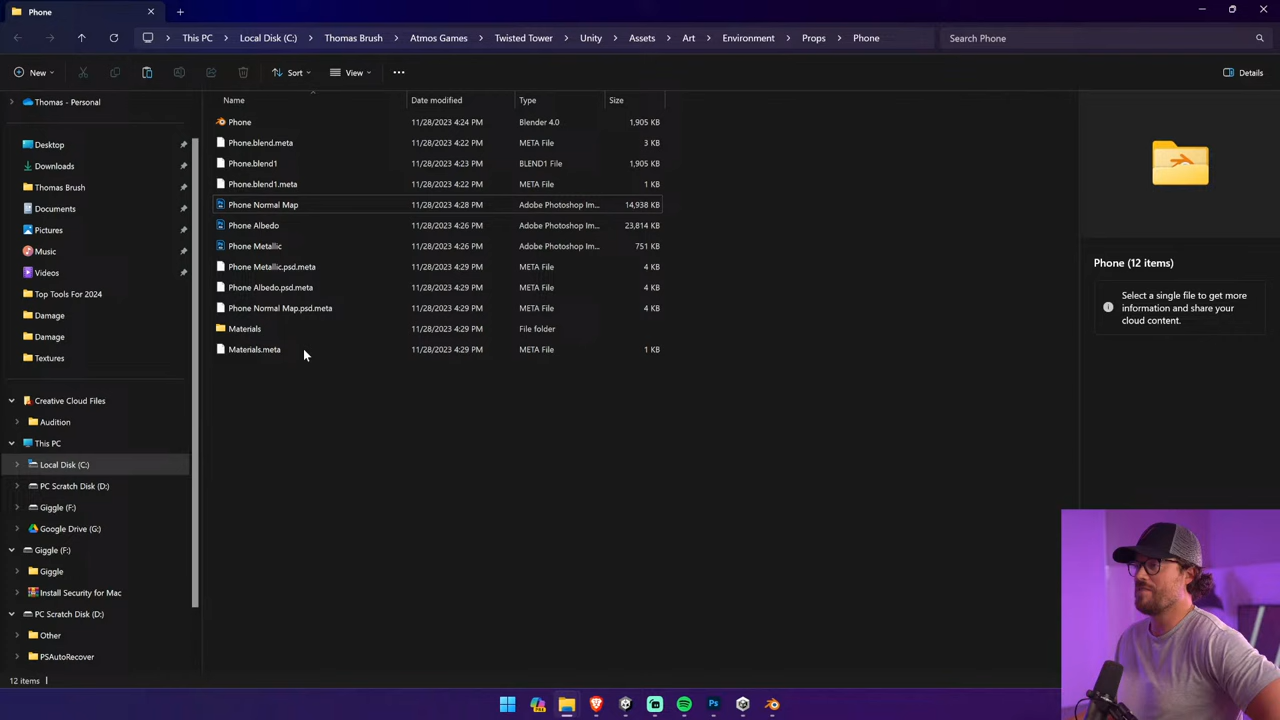 Phone
This PC > Local Disk (C:) > Thomas Brush > Atmos Games > Twisted Tower > Unity > Assets > Art > Environment > Props > Phone
Search Phone
New
Sort
View
Details
Thomas - Personal
Desktop
Downloads
Thomas Brush
Documents
Pictures
Music
Videos
Top Tools For 2024
Damage
Damage
Textures
Creative Cloud Files
Audition
This PC
Local Disk (C:)
PC Scratch Disk (D:)
Giggle (F:)
Google Drive (G:)
Giggle (F:)
Giggle
Install Security for Mac
PC Scratch Disk (D:)
Other
PSAutoRecover
Name Date modified Type Size
Phone 11/28/2023 4:24 PM Blender 4.0 1,905 KB
Phone.blend.meta 11/28/2023 4:22 PM META File 3 KB
Phone.blend1 11/28/2023 4:23 PM BLEND1 File 1,905 KB
Phone.blend1.meta 11/28/2023 4:22 PM META File 1 KB
Phone Normal Map 11/28/2023 4:28 PM Adobe Photoshop Im... 14,938 KB
Phone Albedo 11/28/2023 4:26 PM Adobe Photoshop Im... 23,814 KB
Phone Metallic 11/28/2023 4:26 PM Adobe Photoshop Im... 751 KB
Phone Metallic.psd.meta 11/28/2023 4:29 PM META File 4 KB
Phone Albedo.psd.meta 11/28/2023 4:29 PM META File 4 KB
Phone Normal Map.psd.meta 11/28/2023 4:29 PM META File 4 KB
Materials 11/28/2023 4:29 PM File folder
Materials.meta 11/28/2023 4:29 PM META File 1 KB
Phone (12 items)
Select a single file to get more
information and share your
cloud content.
12 items
Ps